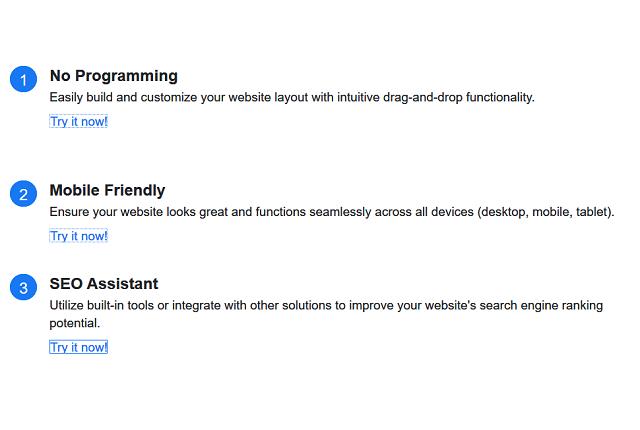 1
No Programming
Easily build and customize your website layout with intuitive drag-and-drop functionality.
Try it now!
2
Mobile Friendly
Ensure your website looks great and functions seamlessly across all devices (desktop, mobile, tablet).
Try it now!
3
SEO Assistant
Utilize built-in tools or integrate with other solutions to improve your website's search engine ranking
potential.
Try it now!